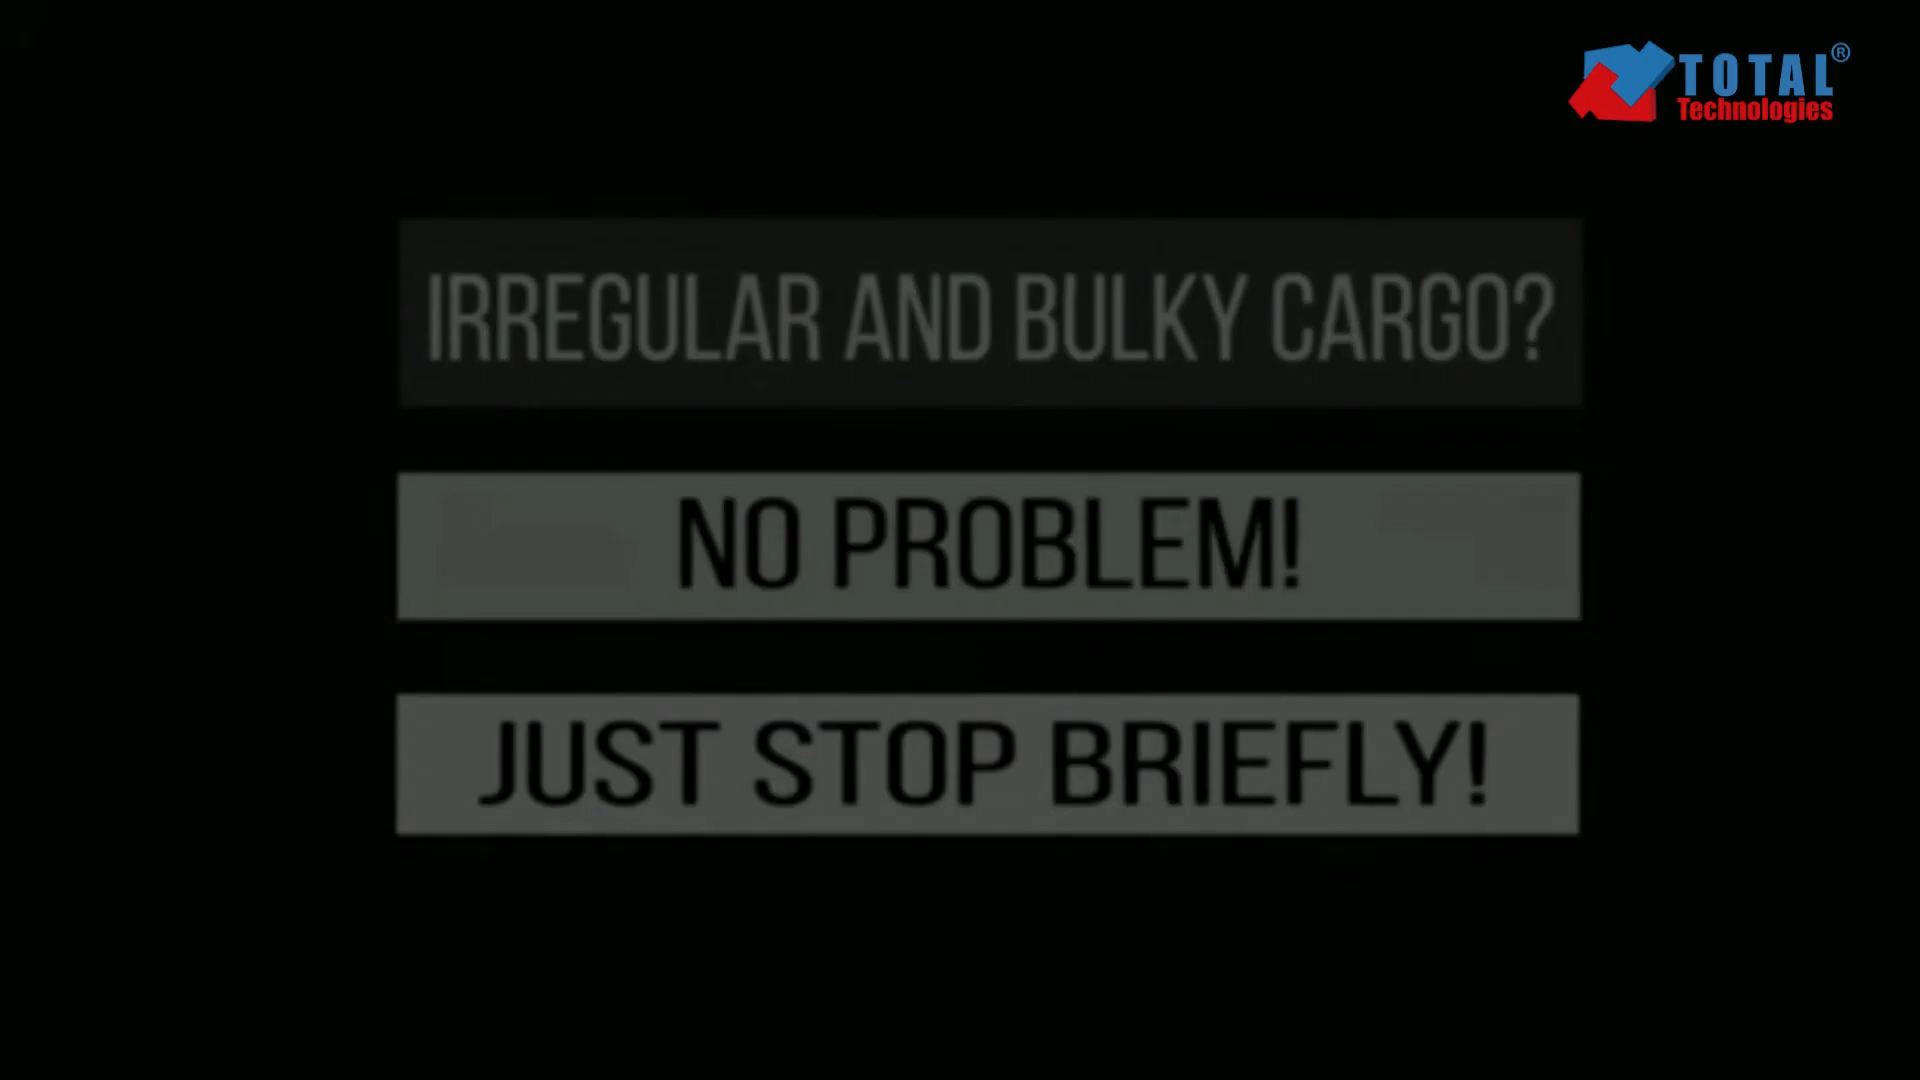 TOTAL®
Technologies
IRREGULAR AND BULKY CARGO?
NO PROBLEM!
JUST STOP BRIEFLY!